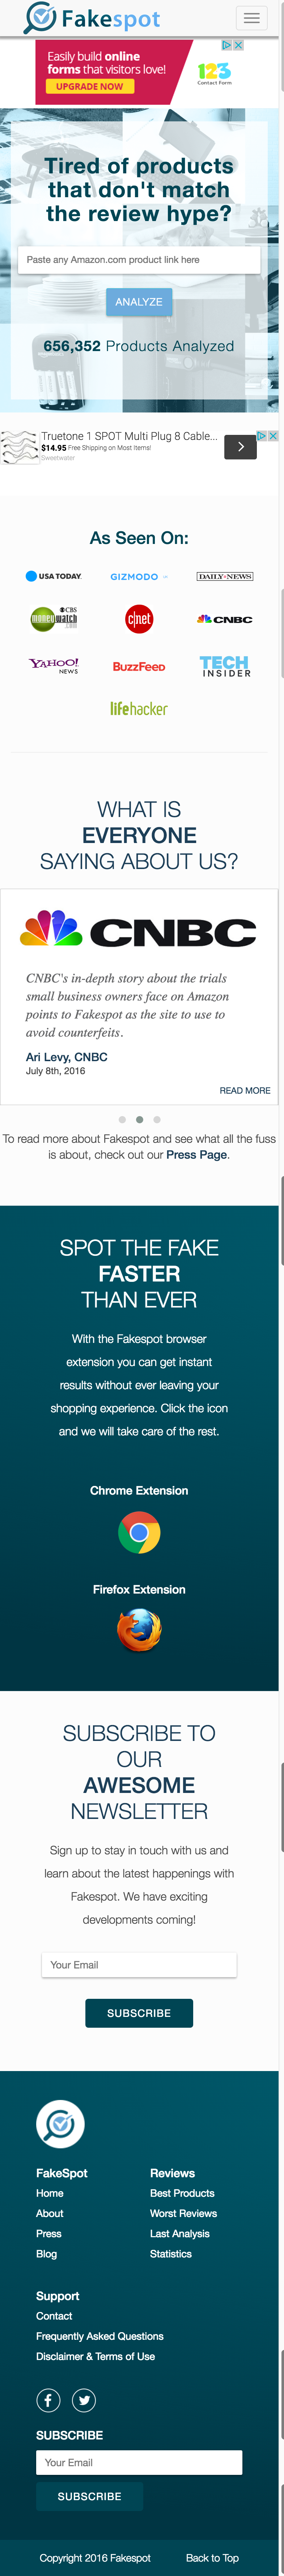 Fakespot
Easily build online
forms that visitors love!
UPGRADE NOW
123
Contact Form
Tired of products
that don't match
the review hype?
Paste any Amazon.com product link here
ANALYZE
656,352 Products Analyzed
Truetone 1 SPOT Multi Plug 8 Cable...
$14.95 Free Shipping on Most Items!
Sweetwater
As Seen On:
USA TODAY
GIZMODO
DAILY NEWS
CBS
moneywatch
.com
c|net
CNBC
YAHOO!
NEWS
BuzzFeed
TECH
INSIDER
lifehacker
WHAT IS
EVERYONE
SAYING ABOUT US?
CNBC
CNBC's in-depth story about the trials
small business owners face on Amazon
points to Fakespot as the site to use to
avoid counterfeits.
Ari Levy, CNBC
July 8th, 2016
READ MORE
To read more about Fakespot and see what all the fuss
is about, check out our Press Page.
SPOT THE FAKE
FASTER
THAN EVER
With the Fakespot browser
extension you can get instant
results without ever leaving your
shopping experience. Click the icon
and we will take care of the rest.
Chrome Extension
Firefox Extension
SUBSCRIBE TO
OUR
AWESOME
NEWSLETTER
Sign up to stay in touch with us and
learn about the latest happenings with
Fakespot. We have exciting
developments coming!
Your Email
SUBSCRIBE
FakeSpot
Home
About
Press
Blog
Reviews
Best Products
Worst Reviews
Last Analysis
Statistics
Support
Contact
Frequently Asked Questions
Disclaimer & Terms of Use
SUBSCRIBE
Your Email
SUBSCRIBE
Copyright 2016 Fakespot
Back to Top